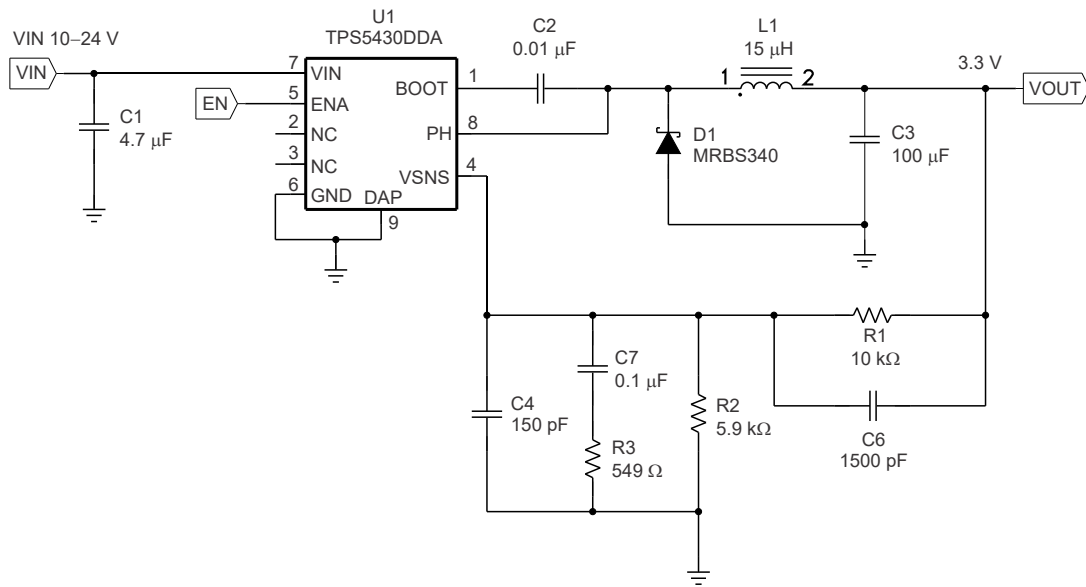 U1
TPS5430DDA
VIN 10–24 V
VIN
C1
4.7 μF
EN
7
5
2
3
6
VIN
ENA
NC
NC
GND
DAP
9
BOOT
PH
VSNS
1
8
4
C2
0.01 μF
D1
MRBS340
L1
15 μH
1
2
C3
100 μF
3.3 V
VOUT
C4
150 pF
C7
0.1 μF
R3
549 Ω
R2
5.9 kΩ
R1
10 kΩ
C6
1500 pF